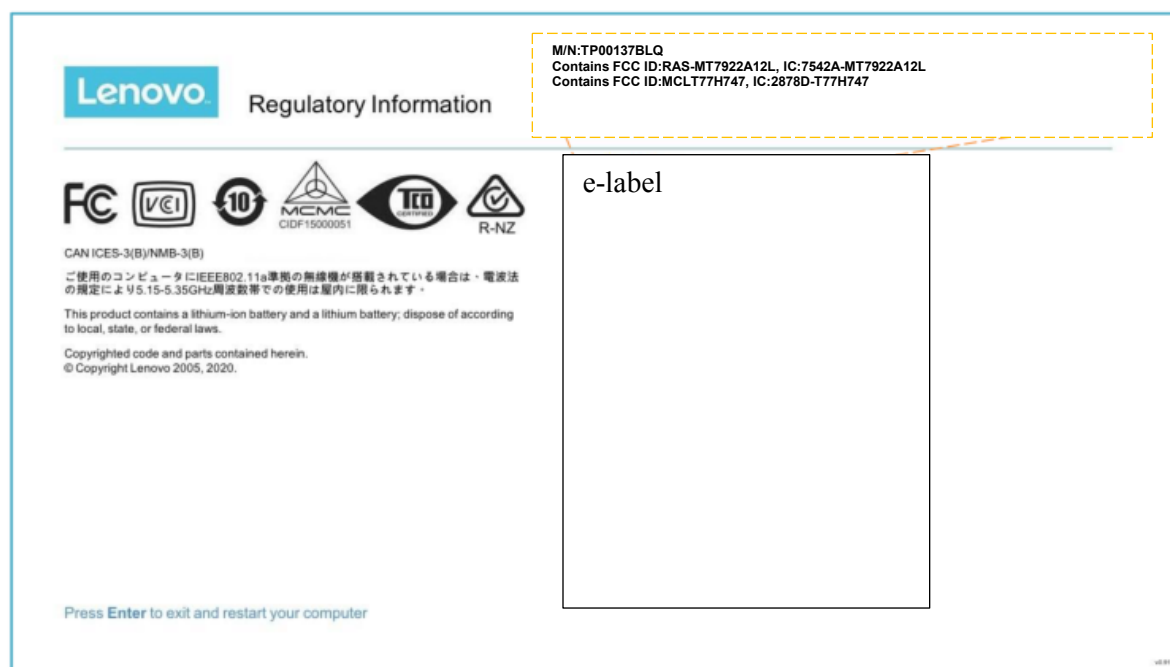 Lenovo
Regulatory Information
M/N:TP00137BLQ
Contains FCC ID:RAS-MT7922A12L, IC:7542A-MT7922A12L
Contains FCC ID:MCLT77H747, IC:2878D-T77H747
e-label
FC
VCI
10
MCMC
CIDF15000051
TCO
CERTIFIED
R-NZ
CAN ICES-3(B)/NMB-3(B)
ご使用のコンピュータにIEEE802.11a準拠の無線機が搭載されている場合は、電波法
の規定により5.15-5.35GHz周波数帯での使用は屋内に限られます。
This product contains a lithium-ion battery and a lithium battery; dispose of according
to local, state, or federal laws.
Copyrighted code and parts contained herein.
© Copyright Lenovo 2005, 2020.
Press Enter to exit and restart your computer